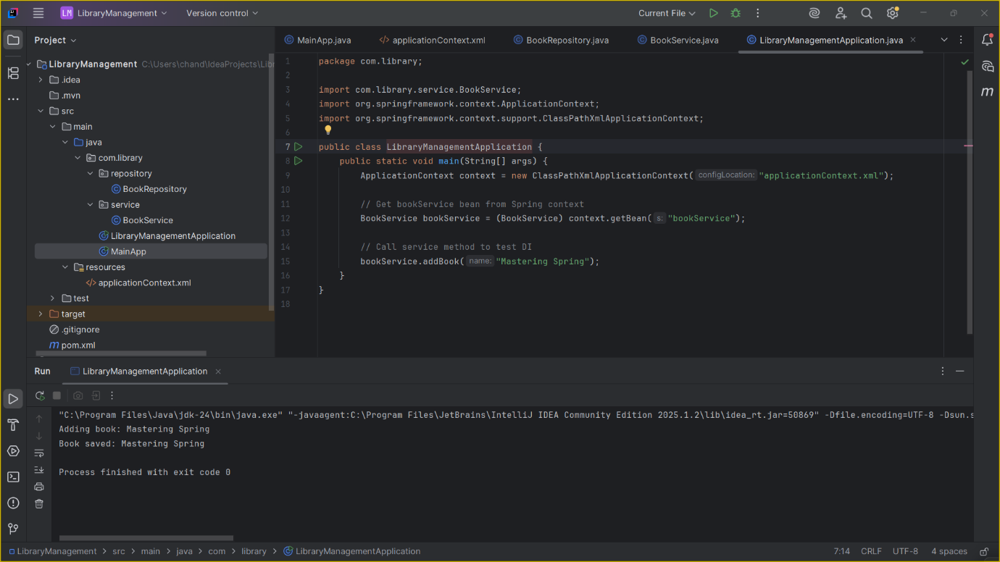 LM LibraryManagement Version control Current File
Project
MainApp.java applicationContext.xml BookRepository.java BookService.java LibraryManagementApplication.java
LibraryManagement C:\Users\chand\IdeaProjects\Lib
.idea
.mvn
src
main
java
com.library
repository
BookRepository
service
BookService
LibraryManagementApplication
MainApp
resources
applicationContext.xml
test
target
.gitignore
pom.xml
1 package com.library;
2
3 import com.library.service.BookService;
4 import org.springframework.context.ApplicationContext;
5 import org.springframework.context.support.ClassPathXmlApplicationContext;
6
7 public class LibraryManagementApplication {
8 public static void main(String[] args) {
9 ApplicationContext context = new ClassPathXmlApplicationContext( configLocation: "applicationContext.xml");
10
11 // Get bookService bean from Spring context
12 BookService bookService = (BookService) context.getBean( s: "bookService");
13
14 // Call service method to test DI
15 bookService.addBook( name: "Mastering Spring");
16 }
17 }
18
Run LibraryManagementApplication
"C:\Program Files\Java\jdk-24\bin\java.exe" "-javaagent:C:\Program Files\JetBrains\IntelliJ IDEA Community Edition 2025.1.2\lib\idea_rt.jar=50869" -Dfile.encoding=UTF-8 -Dsun.s
Adding book: Mastering Spring
Book saved: Mastering Spring
Process finished with exit code 0
LibraryManagement > src > main > java > com > library > LibraryManagementApplication 7:14 CRLF UTF-8 4 spaces